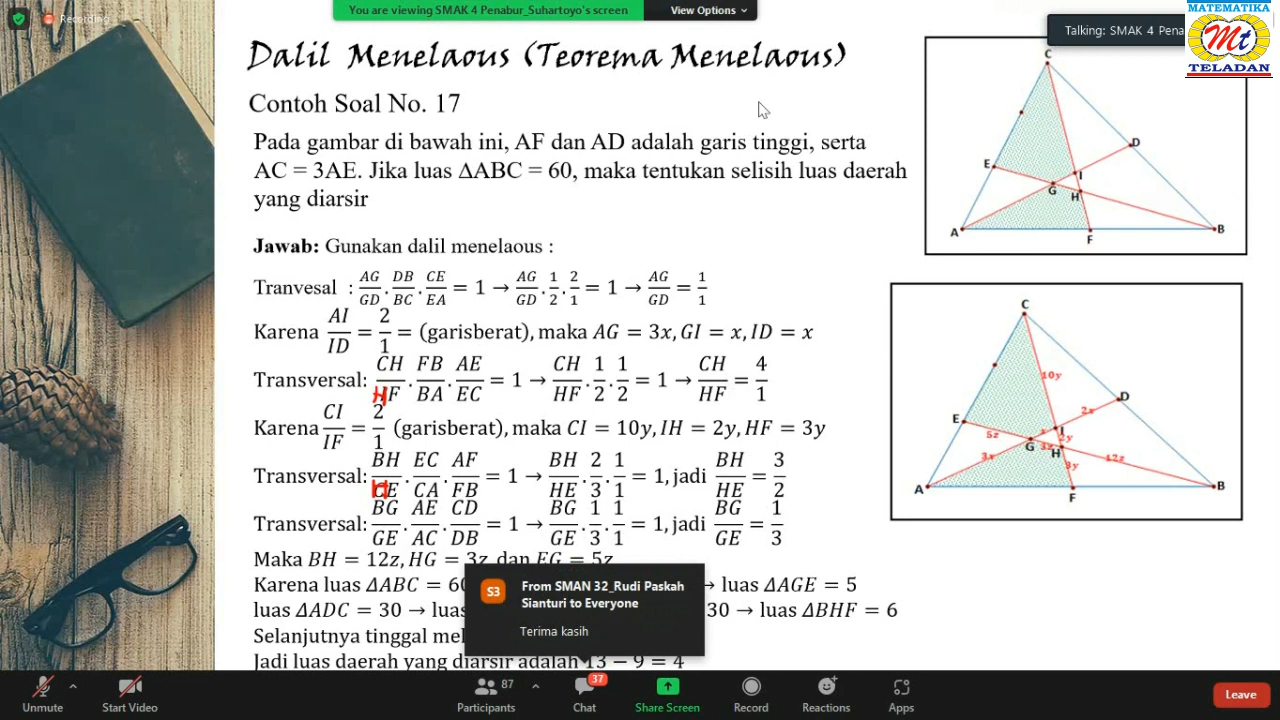 Recording
You are viewing SMAK 4 Penabur_Suhartoyo's screen
View Options
Talking: SMAK 4 Pena
MATEMATIKA
Mt
TELADAN
Dalil Menelaous (Teorema Menelaous)
Contoh Soal No. 17
Pada gambar di bawah ini, AF dan AD adalah garis tinggi, serta
AC = 3AE. Jika luas ΔABC = 60, maka tentukan selisih luas daerah
yang diarsir
Jawab: Gunakan dalil menelaous :
Tranvesal : AG/GD . DB/BC . CE/EA = 1 → AG/GD . 1/2 . 2/1 = 1 → AG/GD = 1/1
Karena AI/ID = 2/1 = (garisberat), maka AG = 3x, GI = x, ID = x
Transversal: CH/HF . FB/BA . AE/EC = 1 → CH/HF . 1/2 . 1/2 = 1 → CH/HF = 4/1
Karena CI/IF = 2/1 (garisberat), maka CI = 10y, IH = 2y, HF = 3y
Transversal: BH/HE . EC/CA . AF/FB = 1 → BH/HE . 2/3 . 1/1 = 1, jadi BH/HE = 3/2
Transversal: BG/GE . AE/AC . CD/DB = 1 → BG/GE . 1/3 . 1/1 = 1, jadi BG/GE = 1/3
Maka BH = 12z, HG = 3z, dan EG = 5z
Karena luas ΔABC = 60 → luas ΔAGE = 5
luas ΔADC = 30 → luas 30 → luas ΔBHF = 6
Selanjutnya tinggal
Jadi luas daerah yang diarsir adalah 13 − 9 = 4
C
D
E
I
G
H
A
F
B
C
10y
D
2x
E
5z
x
I
2y
G
3z
H
12z
3x
3y
A
F
B
S3
From SMAN 32_Rudi Paskah
Sianturi to Everyone
Terima kasih
Unmute
Start Video
87
Participants
37
Chat
Share Screen
Record
Reactions
Apps
Leave